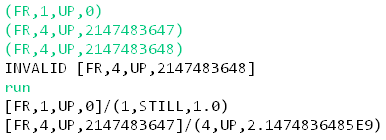 (FR,1,UP,0)
(FR,4,UP,2147483647)
(FR,4,UP,2147483648)
INVALID [FR,4,UP,2147483648]
run
[FR,1,UP,0]/(1,STILL,1.0)
[FR,4,UP,2147483647]/(4,UP,2.1474836485E9)